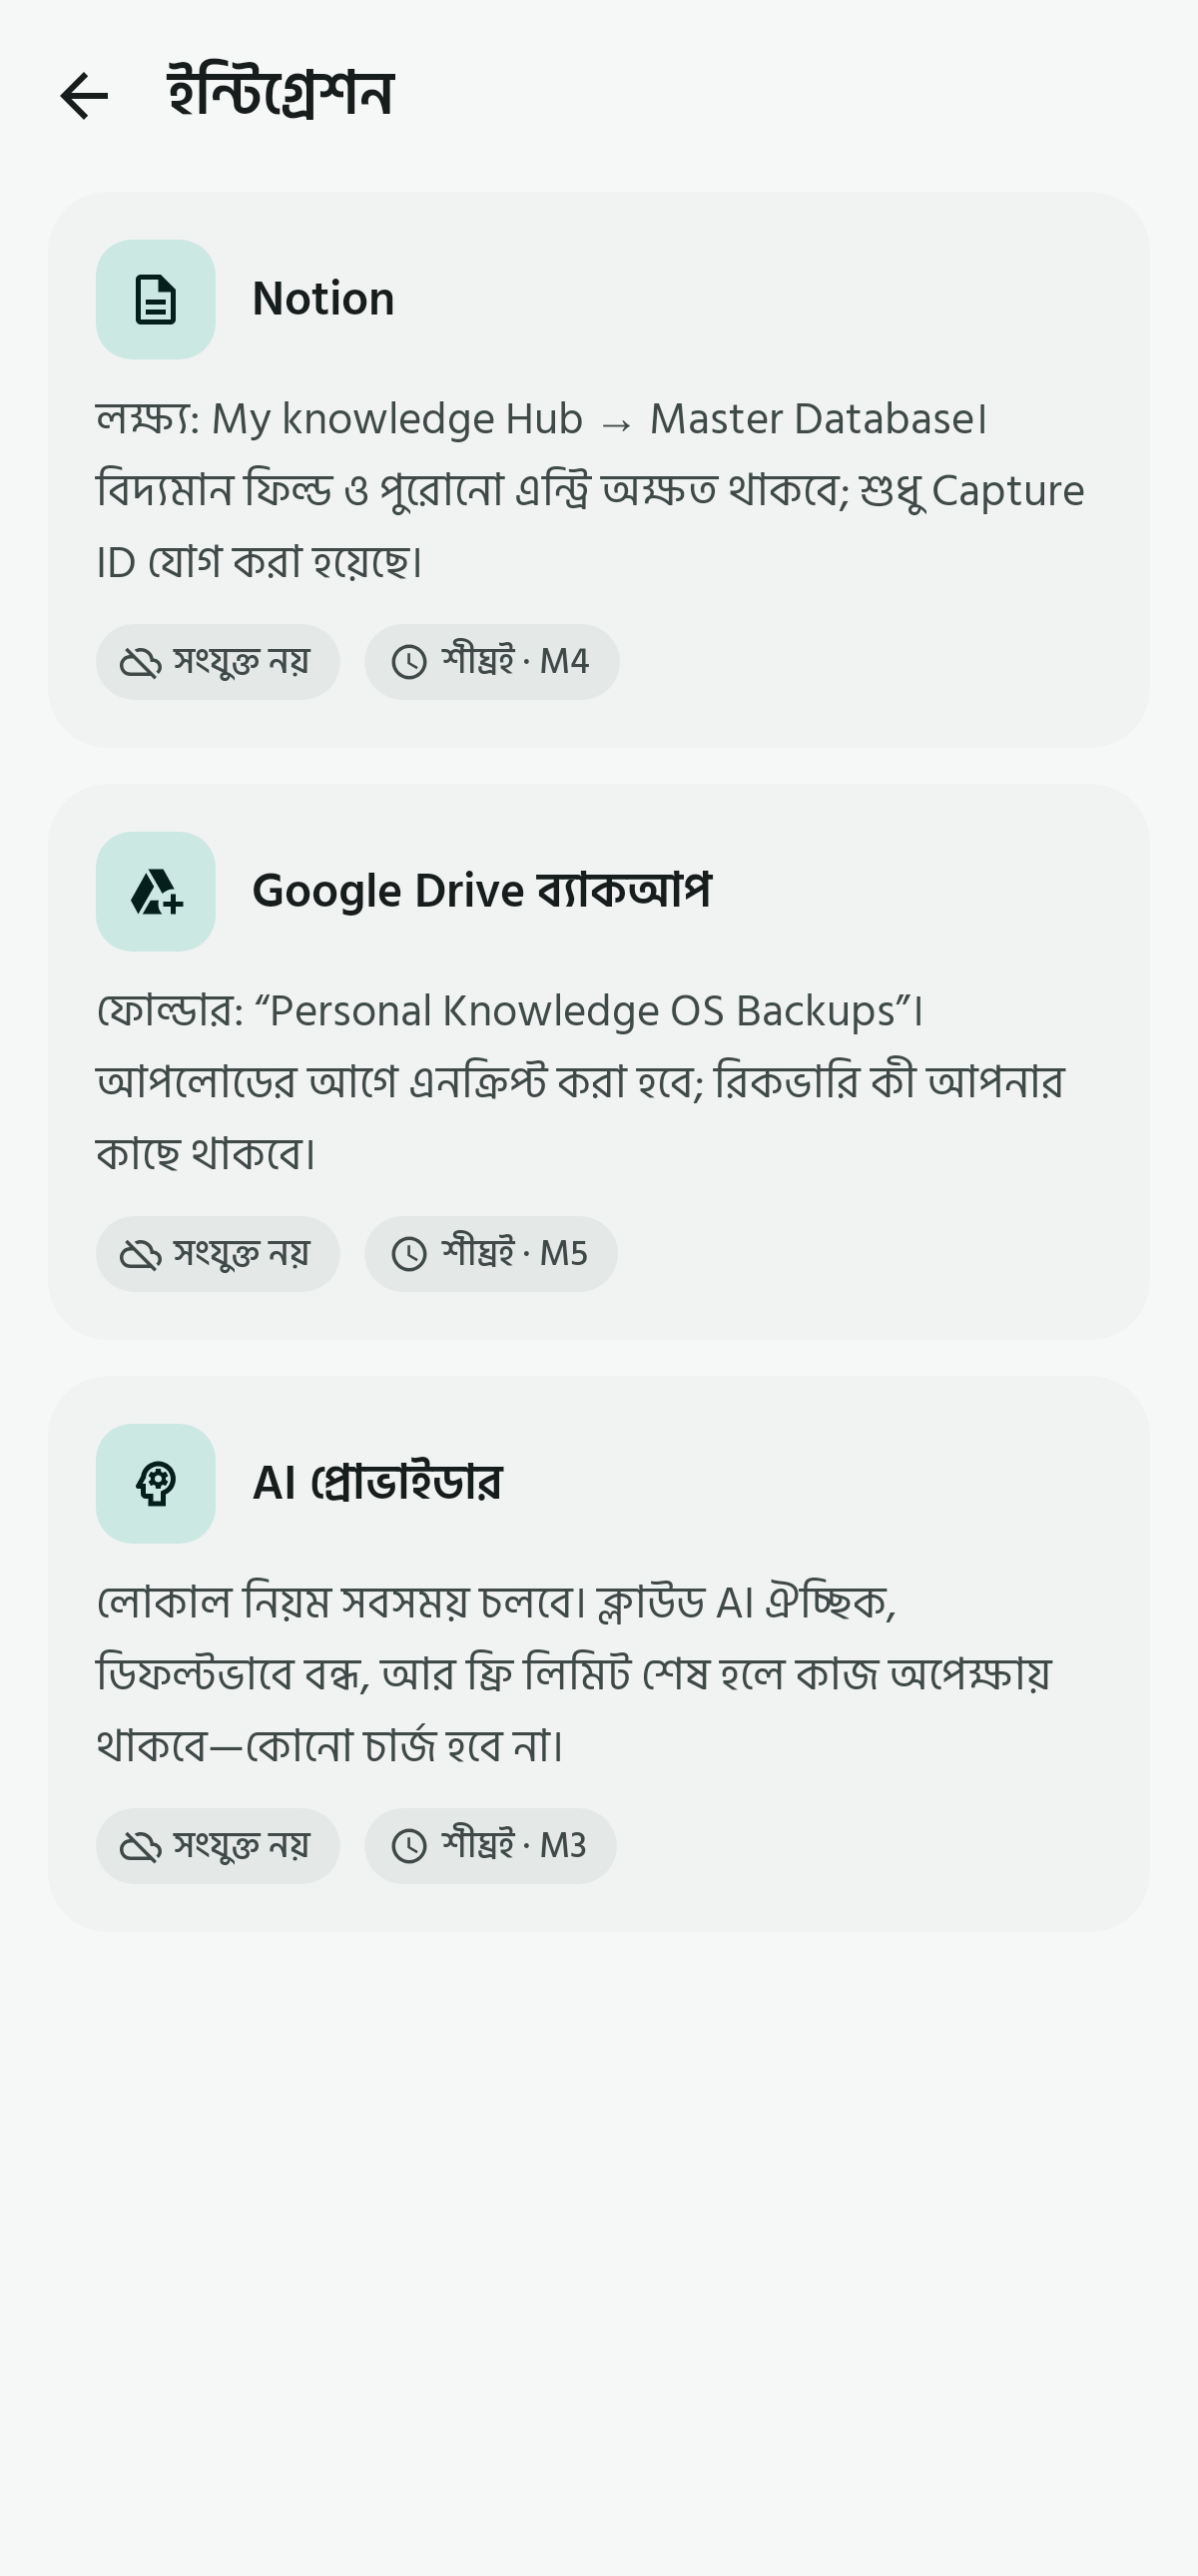 ইন্টিগ্রেশন
Notion
লক্ষ্য: My knowledge Hub → Master Database।
বিদ্যমান ফিল্ড ও পুরোনো এন্ট্রি অক্ষত থাকবে; শুধু Capture
ID যোগ করা হয়েছে।
সংযুক্ত নয়
শীঘ্রই · M4
Google Drive ব্যাকআপ
ফোল্ডার: “Personal Knowledge OS Backups”।
আপলোডের আগে এনক্রিপ্ট করা হবে; রিকভারি কী আপনার
কাছে থাকবে।
সংযুক্ত নয়
শীঘ্রই · M5
AI প্রোভাইডার
লোকাল নিয়ম সবসময় চলবে। ক্লাউড AI ঐচ্ছিক,
ডিফল্টভাবে বন্ধ, আর ফ্রি লিমিট শেষ হলে কাজ অপেক্ষায়
থাকবে—কোনো চার্জ হবে না।
সংযুক্ত নয়
শীঘ্রই · M3